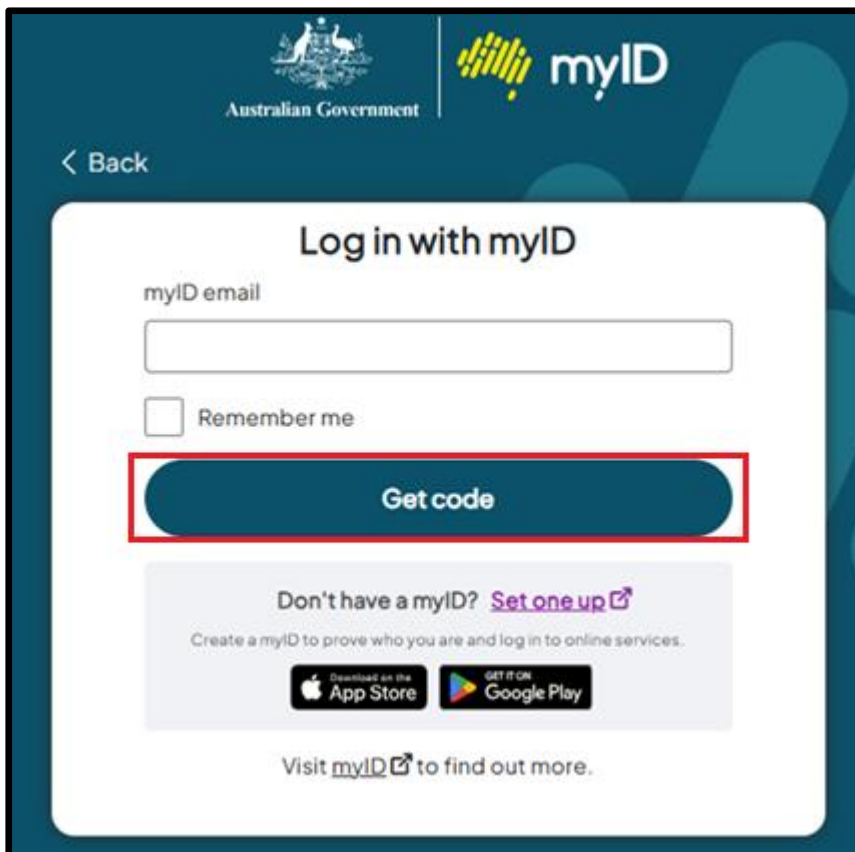 Australian Government
myID
< Back
Log in with myID
myID email
Remember me
Get code
Don't have a myID? Set one up
Create a myID to prove who you are and log in to online services.
Download on the
App Store
GET IT ON
Google Play
Visit myID to find out more.